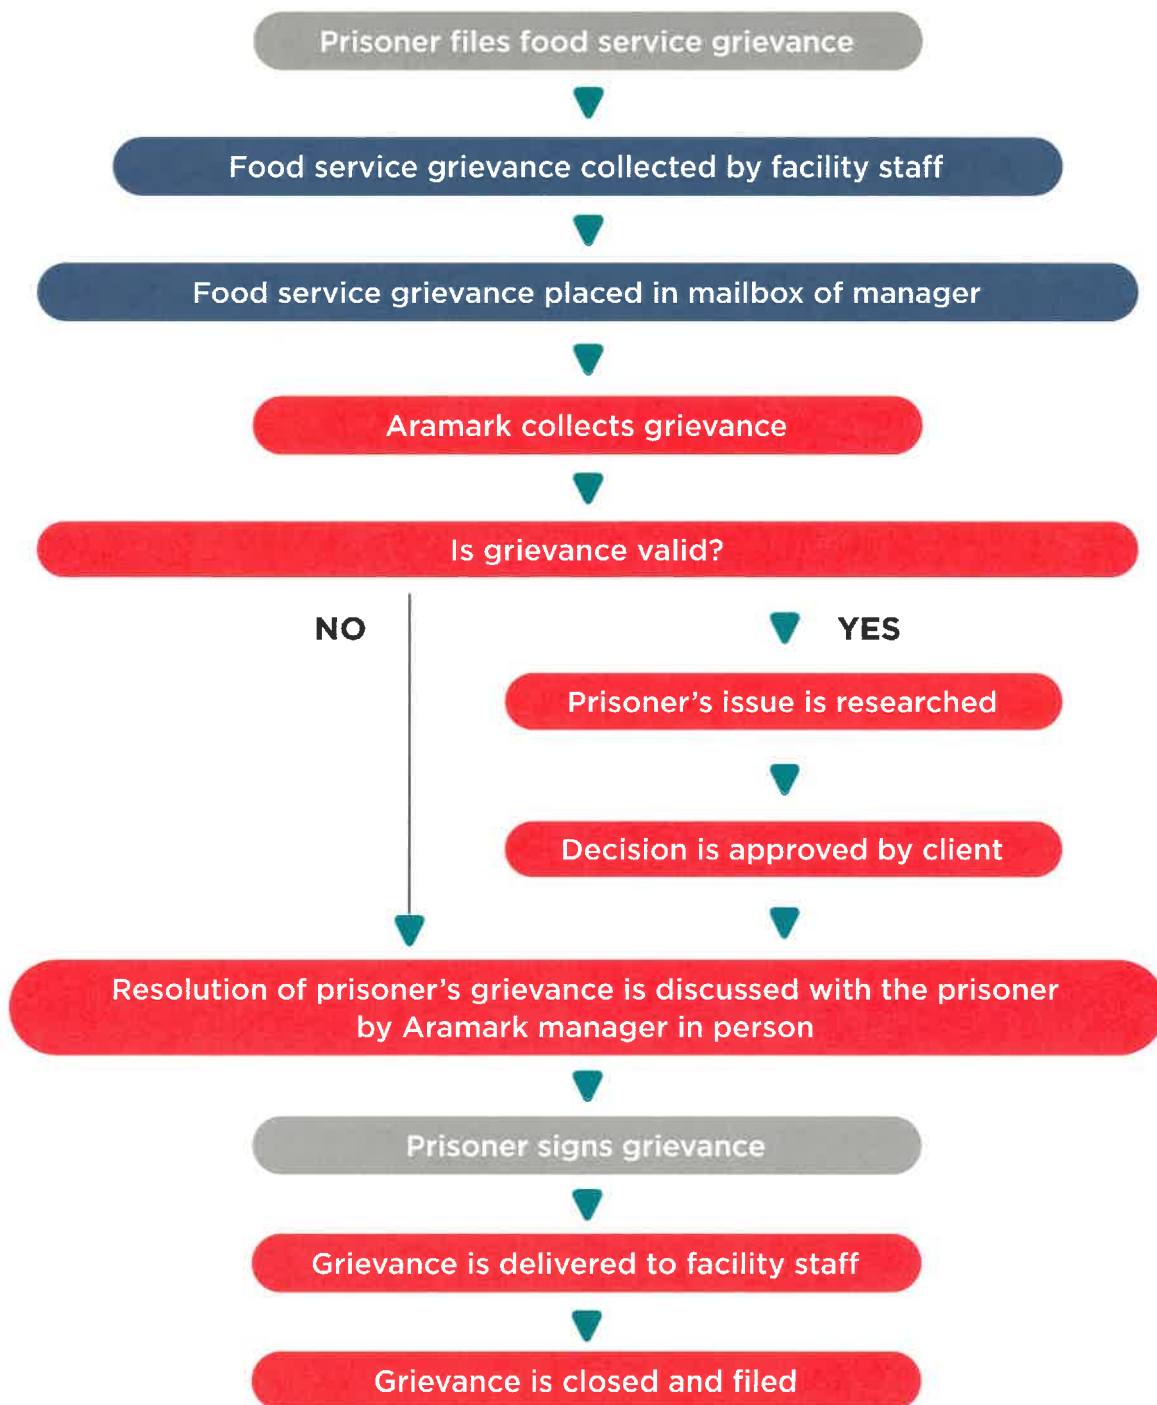 Prisoner files food service grievance
Food service grievance collected by facility staff
Food service grievance placed in mailbox of manager
Aramark collects grievance
Is grievance valid?
NO
YES
Prisoner's issue is researched
Decision is approved by client
Resolution of prisoner's grievance is discussed with the prisoner
by Aramark manager in person
Prisoner signs grievance
Grievance is delivered to facility staff
Grievance is closed and filed